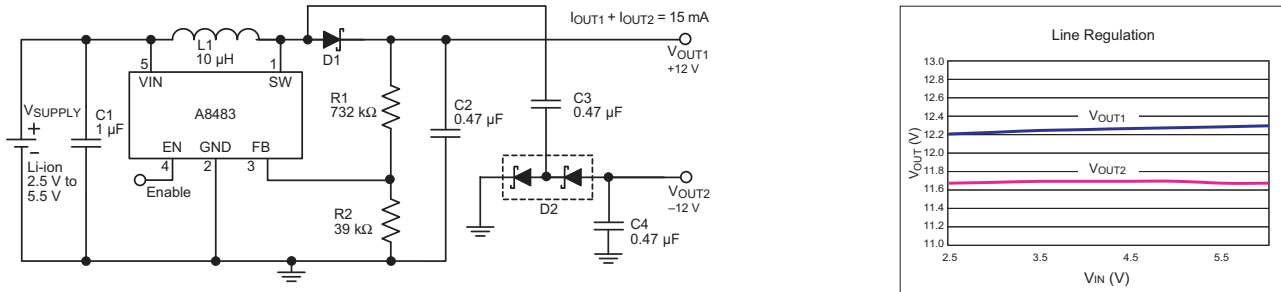 IOUT1 + IOUT2 = 15 mA
L1
10 µH
D1
VOUT1
+12 V
5
1
VIN
SW
A8483
EN
GND
FB
4
2
3
Enable
VSUPPLY
+
–
Li-ion
2.5 V to
5.5 V
C1
1 µF
R1
732 kΩ
C2
0.47 µF
C3
0.47 µF
R2
39 kΩ
D2
VOUT2
–12 V
C4
0.47 µF
Line Regulation
13.0
12.8
12.6
12.4
12.2
12.0
11.8
11.6
11.4
11.2
11.0
VOUT (V)
VOUT1
VOUT2
2.5
3.5
4.5
5.5
VIN (V)